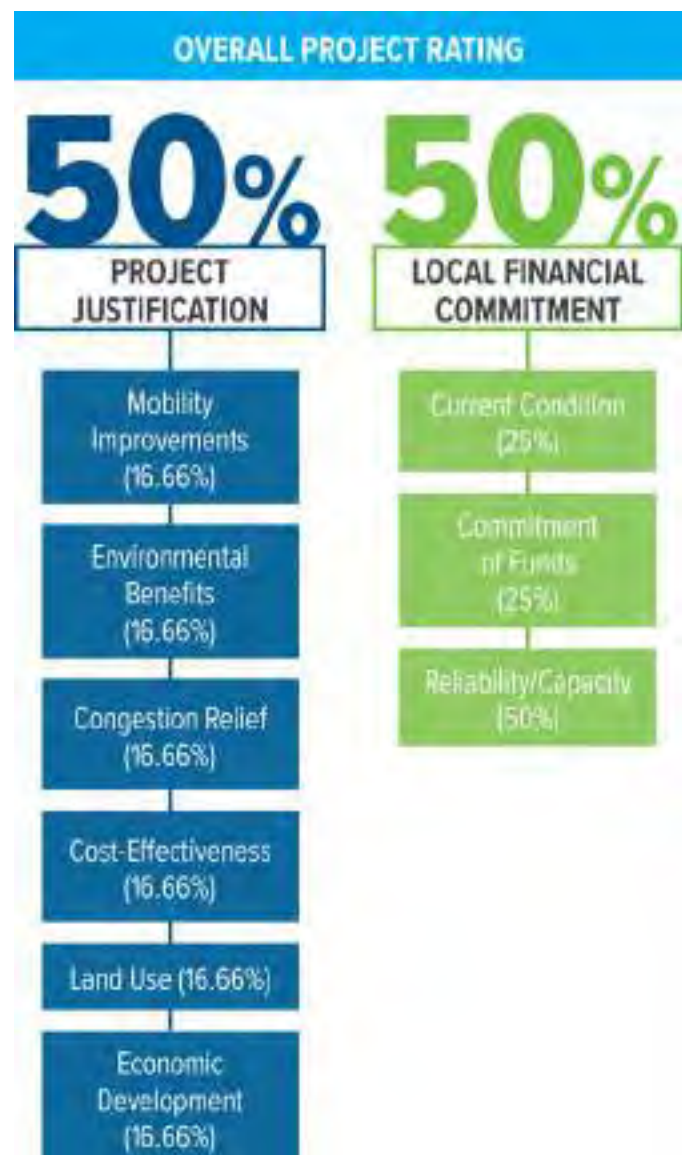 OVERALL PROJECT RATING
50%
PROJECT
JUSTIFICATION
Mobility
Improvements
(16.66%)
Environmental
Benefits
(16.66%)
Congestion Relief
(16.66%)
Cost-Effectiveness
(16.66%)
Land Use (16.66%)
Economic
Development
(16.66%)
50%
LOCAL FINANCIAL
COMMITMENT
Current Condition
(25%)
Commitment
of Funds
(25%)
Reliability/Capacity
(50%)